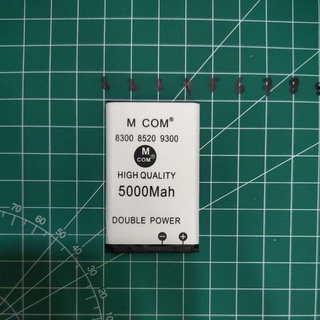 M COM®
8300 8520 9300
M
COM®
HIGH QUALITY
5000Mah
DOUBLE POWER
- +